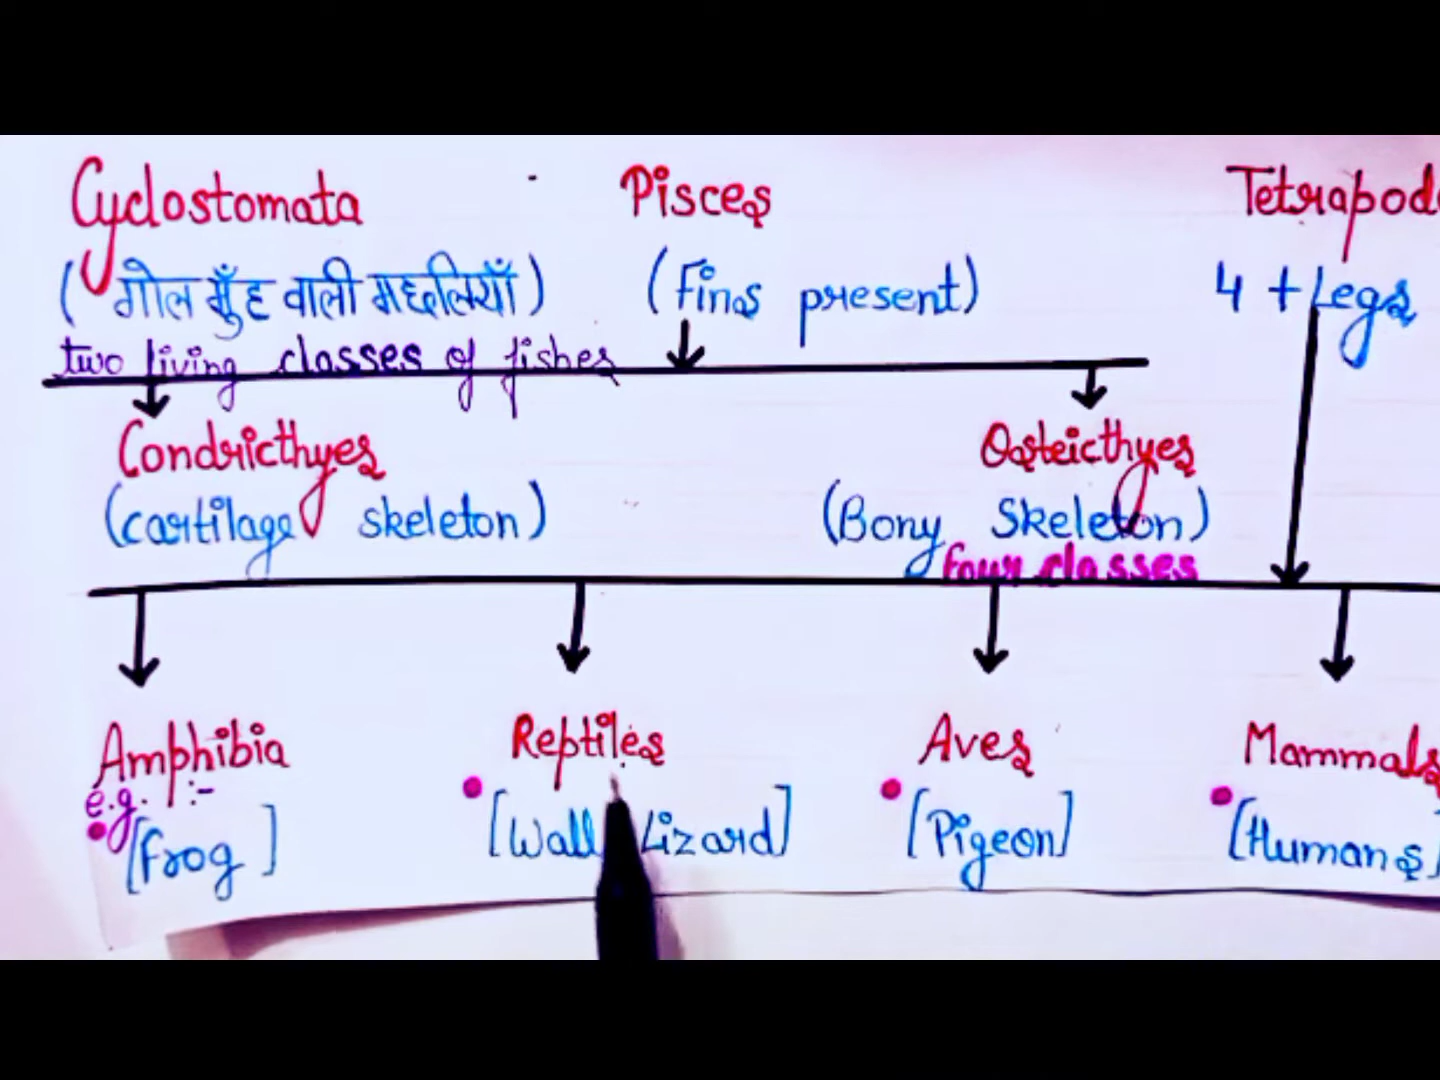 Cyclostomata Pisces Tetrapod
(गोल मुँह वाली मछलियाँ) (Fins present) 4 + Legs
two living classes of fishes
Condricthyes Osteicthyes
(cartilage skeleton) (Bony Skeleton)
four classes
Amphibia Reptiles Aves Mammals
e.g. :-
[Frog] [Wall Lizard] [Pigeon] [Humans]